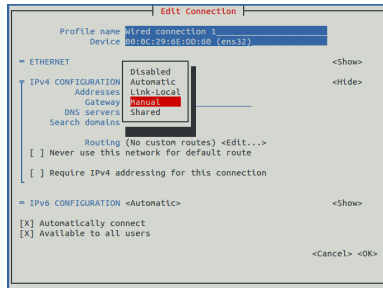 Edit Connection
Profile name Wired connection 1
Device 00:0C:29:6E:DD:60 (ens32)
= ETHERNET <Show>
IPv4 CONFIGURATION <Hide>
Disabled
Automatic
Link-Local
Manual
Shared
Addresses
Gateway
DNS servers
Search domains
Routing (No custom routes) <Edit...>
[ ] Never use this network for default route
[ ] Require IPv4 addressing for this connection
= IPv6 CONFIGURATION <Automatic> <Show>
[X] Automatically connect
[X] Available to all users
<Cancel> <OK>